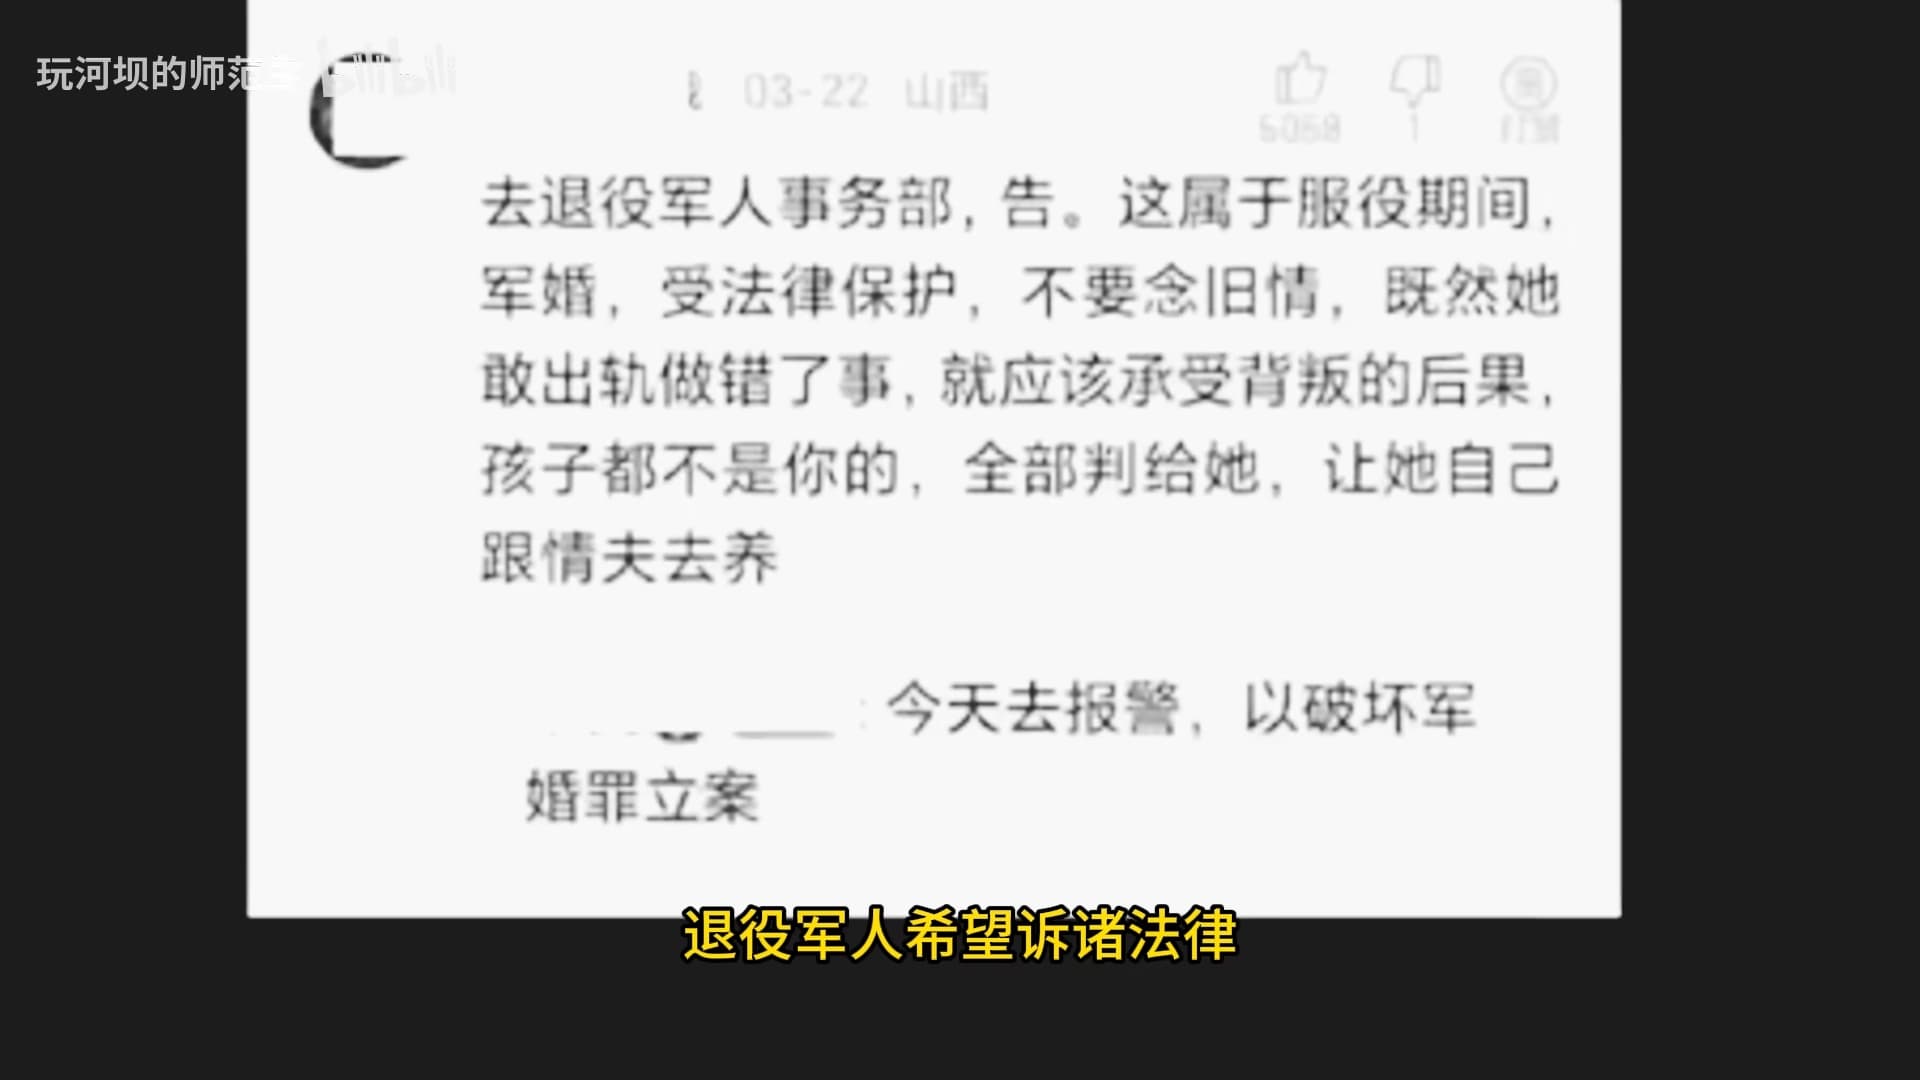 玩河坝的师范
bilibili
03-22 山西
5058 1 打赏
去退役军人事务部，告。这属于服役期间，
军婚，受法律保护，不要念旧情，既然她
敢出轨做错了事，就应该承受背叛的后果，
孩子都不是你的，全部判给她，让她自己
跟情夫去养
：今天去报警，以破坏军
婚罪立案
退役军人希望诉诸法律